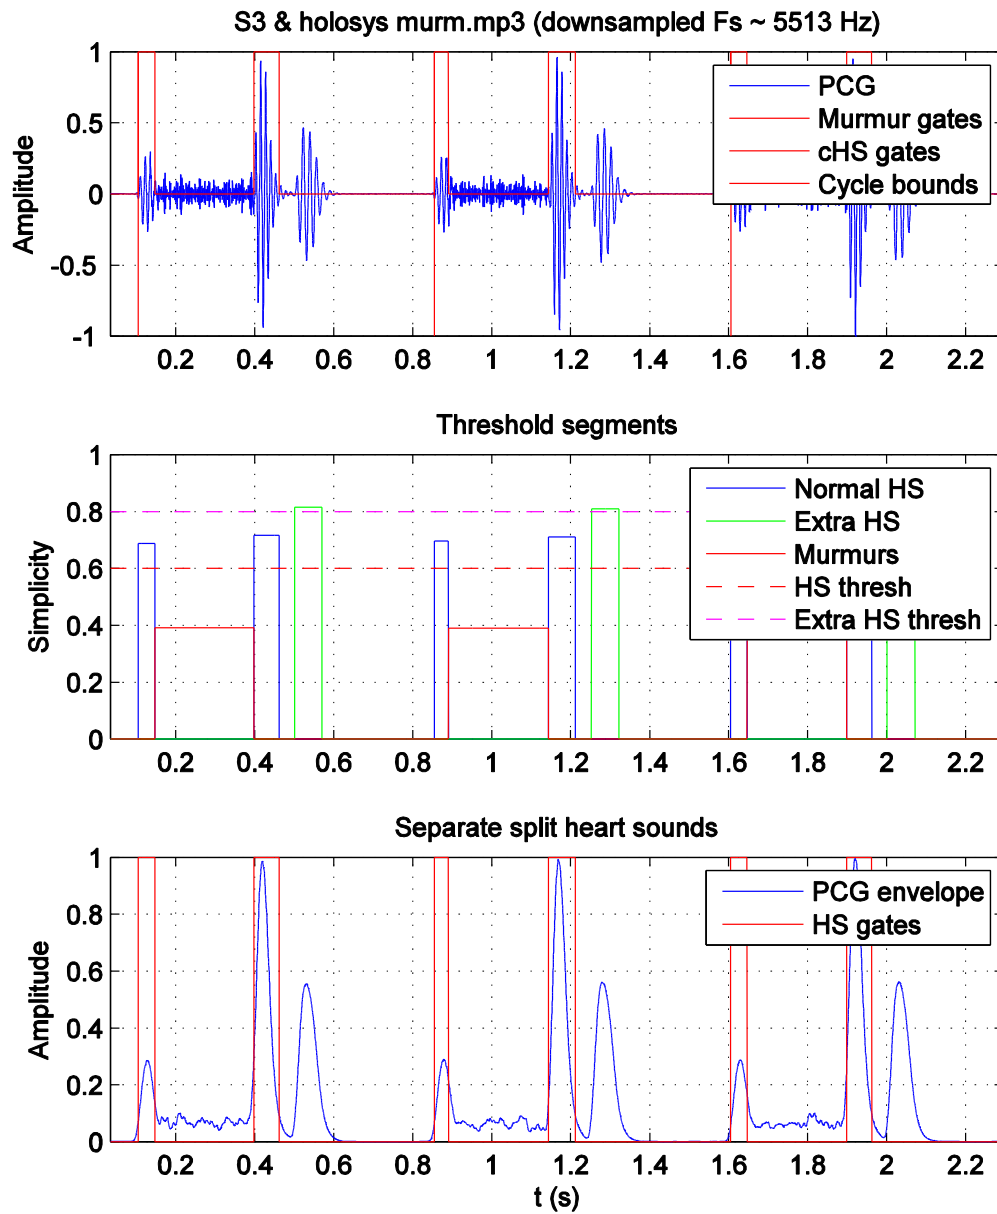 S3 & holosys murm.mp3 (downsampled Fs ~ 5513 Hz)
1
0.5
0
-0.5
-1
Amplitude
PCG
Murmur gates
cHS gates
Cycle bounds
0.2 0.4 0.6 0.8 1 1.2 1.4 1.6 1.8 2 2.2
Threshold segments
1
0.8
0.6
0.4
0.2
0
Simplicity
Normal HS
Extra HS
Murmurs
HS thresh
Extra HS thresh
0.2 0.4 0.6 0.8 1 1.2 1.4 1.6 1.8 2 2.2
Separate split heart sounds
1
0.8
0.6
0.4
0.2
0
Amplitude
PCG envelope
HS gates
0.2 0.4 0.6 0.8 1 1.2 1.4 1.6 1.8 2 2.2
t (s)